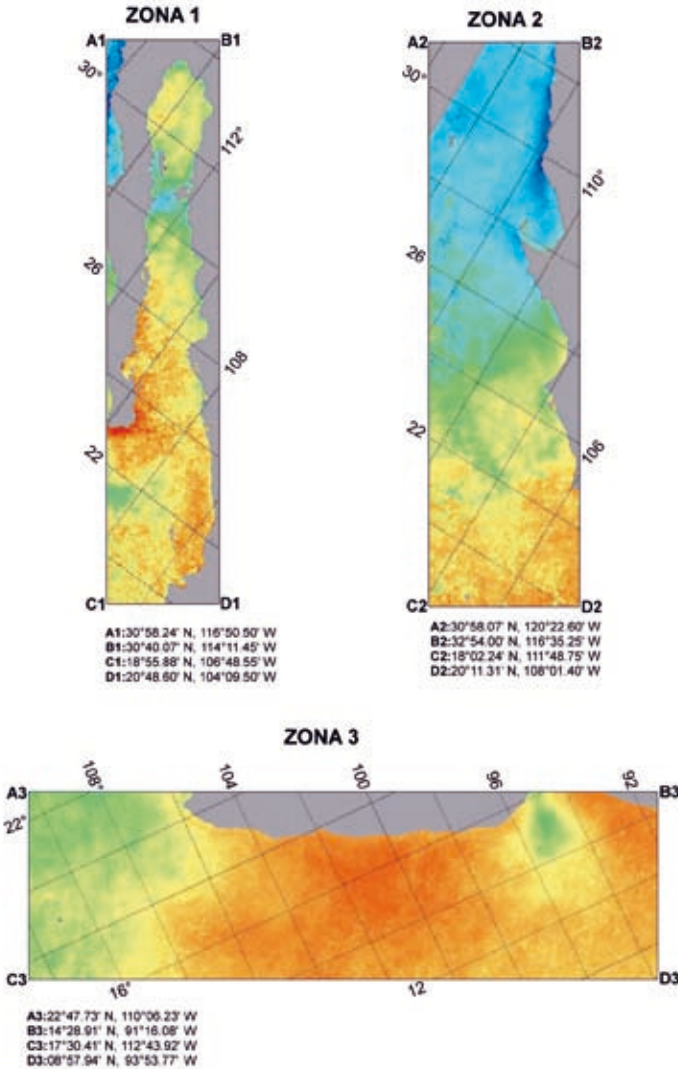 ZONA 1
A1
B1
30°
112°
26
108
22
C1
D1
A1:30°58.24' N, 116°50.50' W
B1:30°40.07' N, 114°11.45' W
C1:18°55.88' N, 106°48.55' W
D1:20°48.60' N, 104°09.50' W
ZONA 2
A2
B2
30°
110°
26
22
106
C2
D2
A2:30°58.07' N, 120°22.60' W
B2:32°54.00' N, 116°35.25' W
C2:18°02.24' N, 111°48.75' W
D2:20°11.31' N, 108°01.40' W
ZONA 3
108°
104
100
96
92
A3
B3
22°
C3
D3
16°
12
A3:22°47.73' N, 110°06.23' W
B3:14°28.91' N, 91°16.08' W
C3:17°30.41' N, 112°43.92' W
D3:08°57.94' N, 93°53.77' W